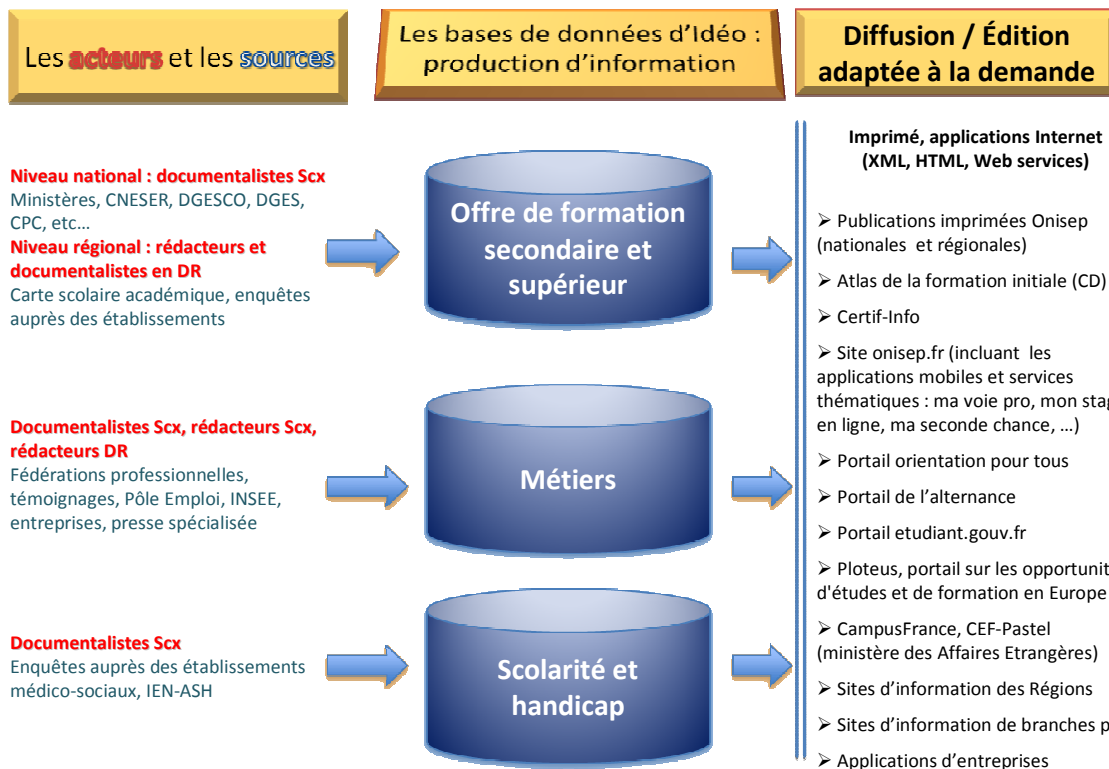 Les acteurs et les sources
Les bases de données d'Idéo :
production d'information
Diffusion / Édition
adaptée à la demande
Niveau national : documentalistes Scx
Ministères, CNESER, DGESCO, DGES,
CPC, etc...
Niveau régional : rédacteurs et
documentalistes en DR
Carte scolaire académique, enquêtes
auprès des établissements
Documentalistes Scx, rédacteurs Scx,
rédacteurs DR
Fédérations professionnelles,
témoignages, Pôle Emploi, INSEE,
entreprises, presse spécialisée
Documentalistes Scx
Enquêtes auprès des établissements
médico-sociaux, IEN-ASH
Offre de formation
secondaire et
supérieur
Métiers
Scolarité et
handicap
Imprimé, applications Internet
(XML, HTML, Web services)
➢ Publications imprimées Onisep
(nationales et régionales)
➢ Atlas de la formation initiale (CD)
➢ Certif-Info
➢ Site onisep.fr (incluant les
applications mobiles et services
thématiques : ma voie pro, mon stag
en ligne, ma seconde chance, ...)
➢ Portail orientation pour tous
➢ Portail de l'alternance
➢ Portail etudiant.gouv.fr
➢ Ploteus, portail sur les opportunit
d'études et de formation en Europe
➢ CampusFrance, CEF-Pastel
(ministère des Affaires Etrangères)
➢ Sites d'information des Régions
➢ Sites d'information de branches p
➢ Applications d'entreprises